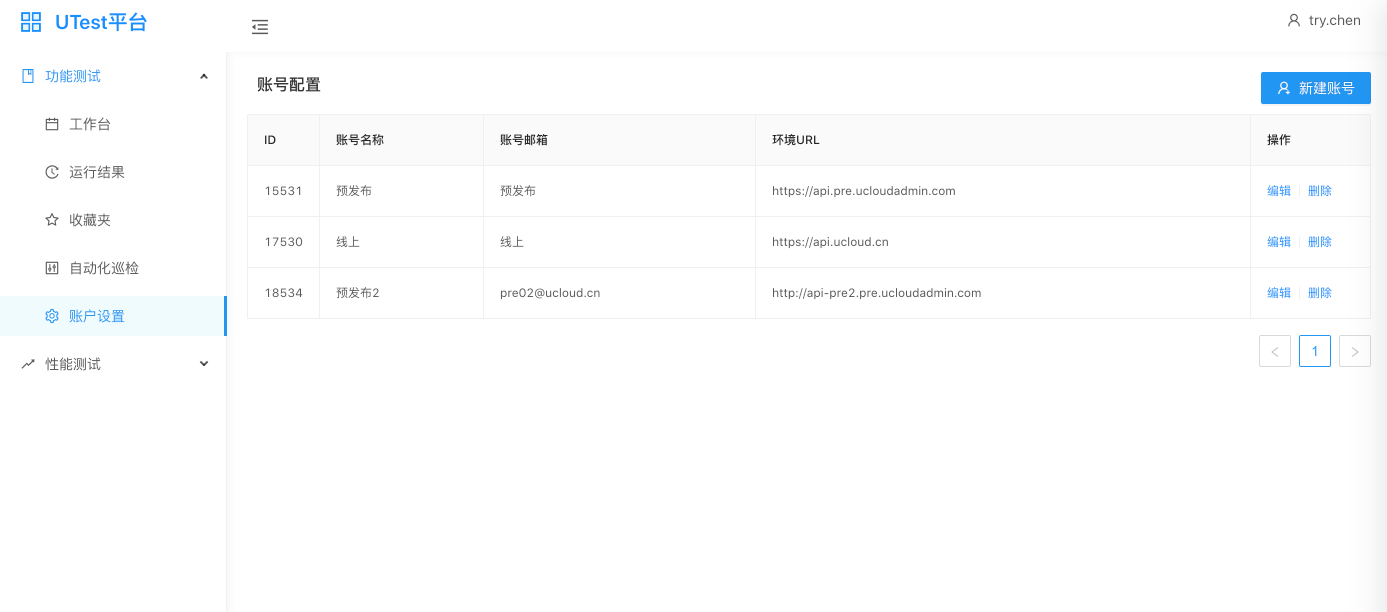 UTest平台
try.chen
功能测试
工作台
运行结果
收藏夹
自动化巡检
账户设置
性能测试
账号配置
新建账号
ID 账号名称 账号邮箱 环境URL 操作
15531 预发布 预发布 https://api.pre.ucloudadmin.com 编辑 删除
17530 线上 线上 https://api.ucloud.cn 编辑 删除
18534 预发布2 pre02@ucloud.cn http://api-pre2.pre.ucloudadmin.com 编辑 删除
1